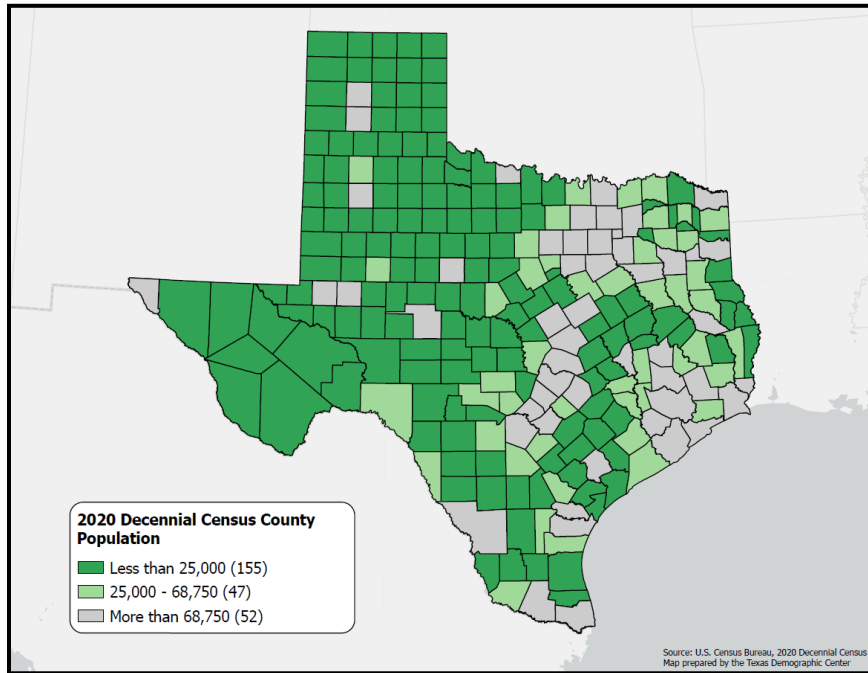 2020 Decennial Census County
Population
Less than 25,000 (155)
25,000 - 68,750 (47)
More than 68,750 (52)
Source: U.S. Census Bureau, 2020 Decennial Census
Map prepared by the Texas Demographic Center